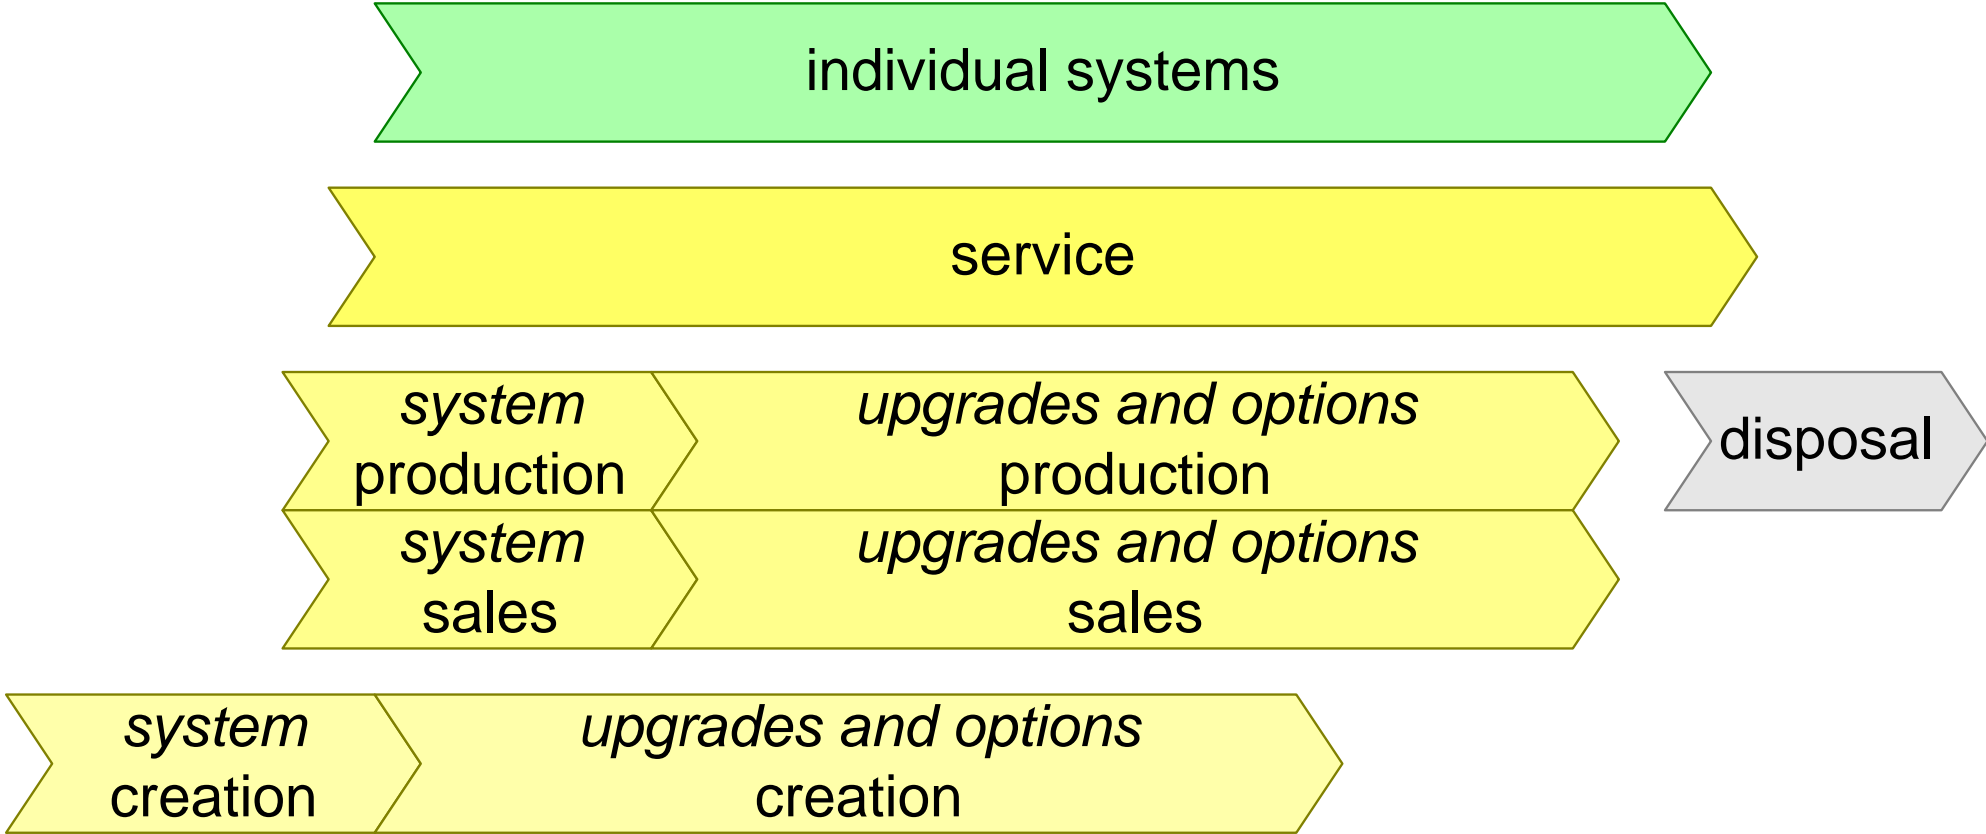 individual systems
service
system
production
upgrades and options
production
disposal
system
sales
upgrades and options
sales
system
creation
upgrades and options
creation